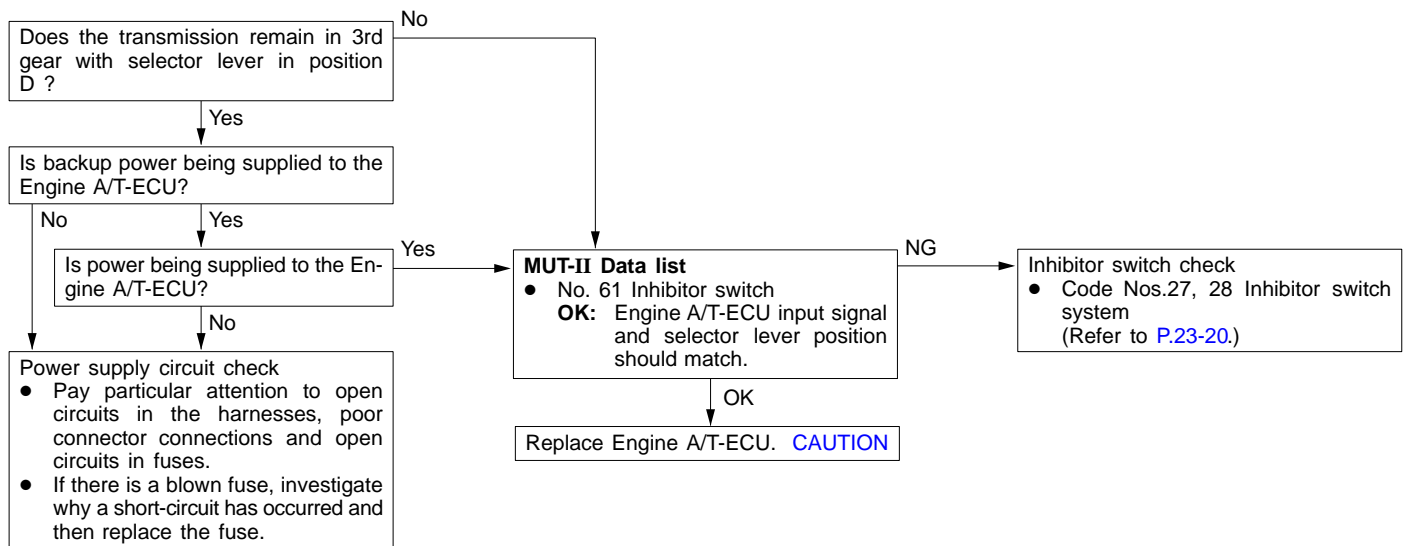 Does the transmission remain in 3rd
gear with selector lever in position
D ?
No
Yes
Is backup power being supplied to the
Engine A/T-ECU?
No
Yes
Is power being supplied to the En-
gine A/T-ECU?
Yes
No
Power supply circuit check
● Pay particular attention to open
circuits in the harnesses, poor
connector connections and open
circuits in fuses.
● If there is a blown fuse, investigate
why a short-circuit has occurred and
then replace the fuse.
MUT-II Data list
● No. 61 Inhibitor switch
OK: Engine A/T-ECU input signal
and selector lever position
should match.
NG
OK
Replace Engine A/T-ECU. CAUTION
Inhibitor switch check
● Code Nos.27, 28 Inhibitor switch
system
(Refer to P.23-20.)